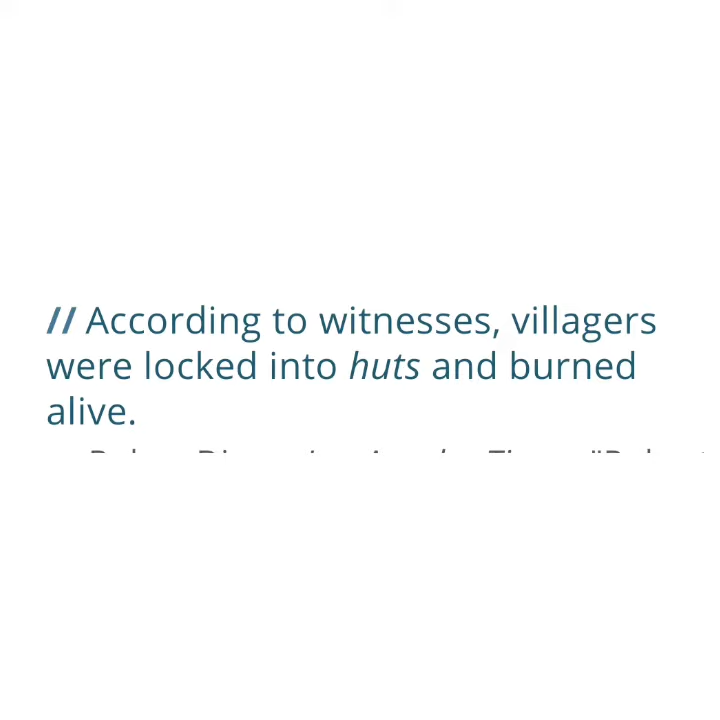 // According to witnesses, villagers
were locked into huts and burned
alive.